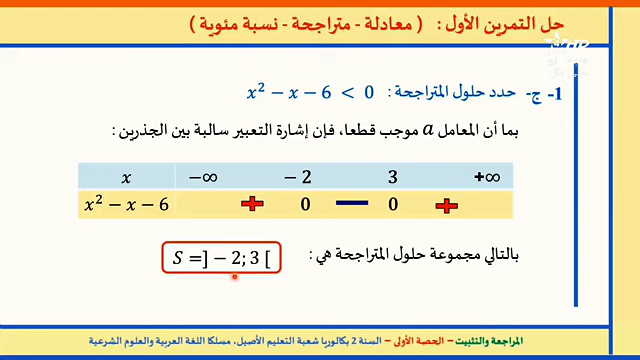 حل التمرين الأول: ( معادلة - متراجحة - نسبة مئوية )
1- ج- حدد حلول المتراجحة: x² − x − 6 < 0
بما أن المعامل a موجب قطعا، فإن إشارة التعبير سالبة بين الجذرين:
x −∞ −2 3 +∞
x² − x − 6 + 0 − 0 +
بالتالي مجموعة حلول المتراجحة هي: S =] − 2; 3 [
المراجعة والتثبيت – الحصة الأولى – السنة 2 بكالوريا شعبة التعليم الأصيل، مسلكا اللغة العربية والعلوم الشرعية